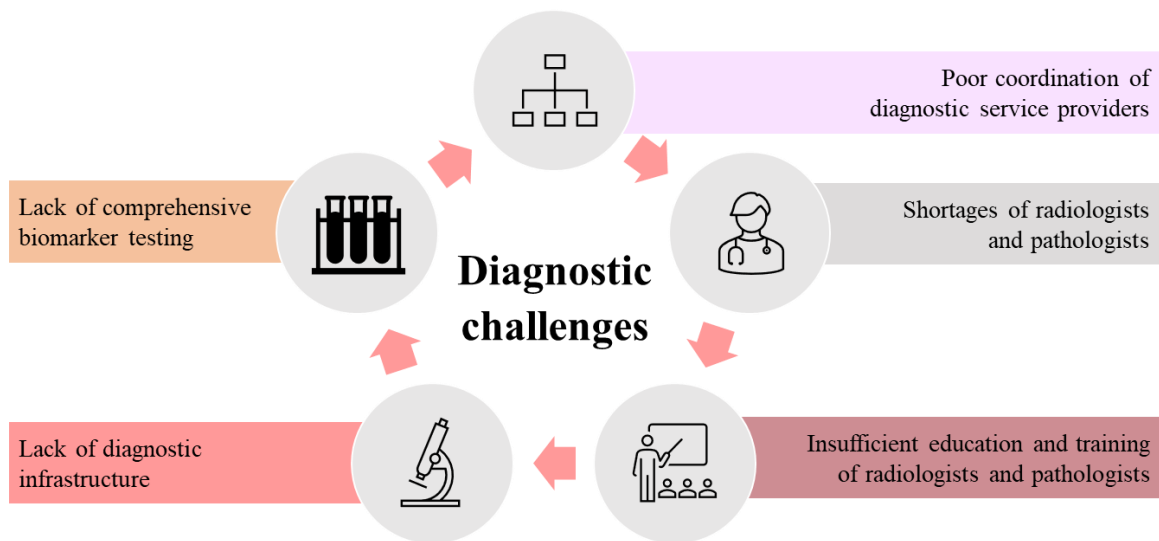 Poor coordination of
diagnostic service providers
Lack of comprehensive
biomarker testing
Shortages of radiologists
and pathologists
Diagnostic
challenges
Lack of diagnostic
infrastructure
Insufficient education and training
of radiologists and pathologists